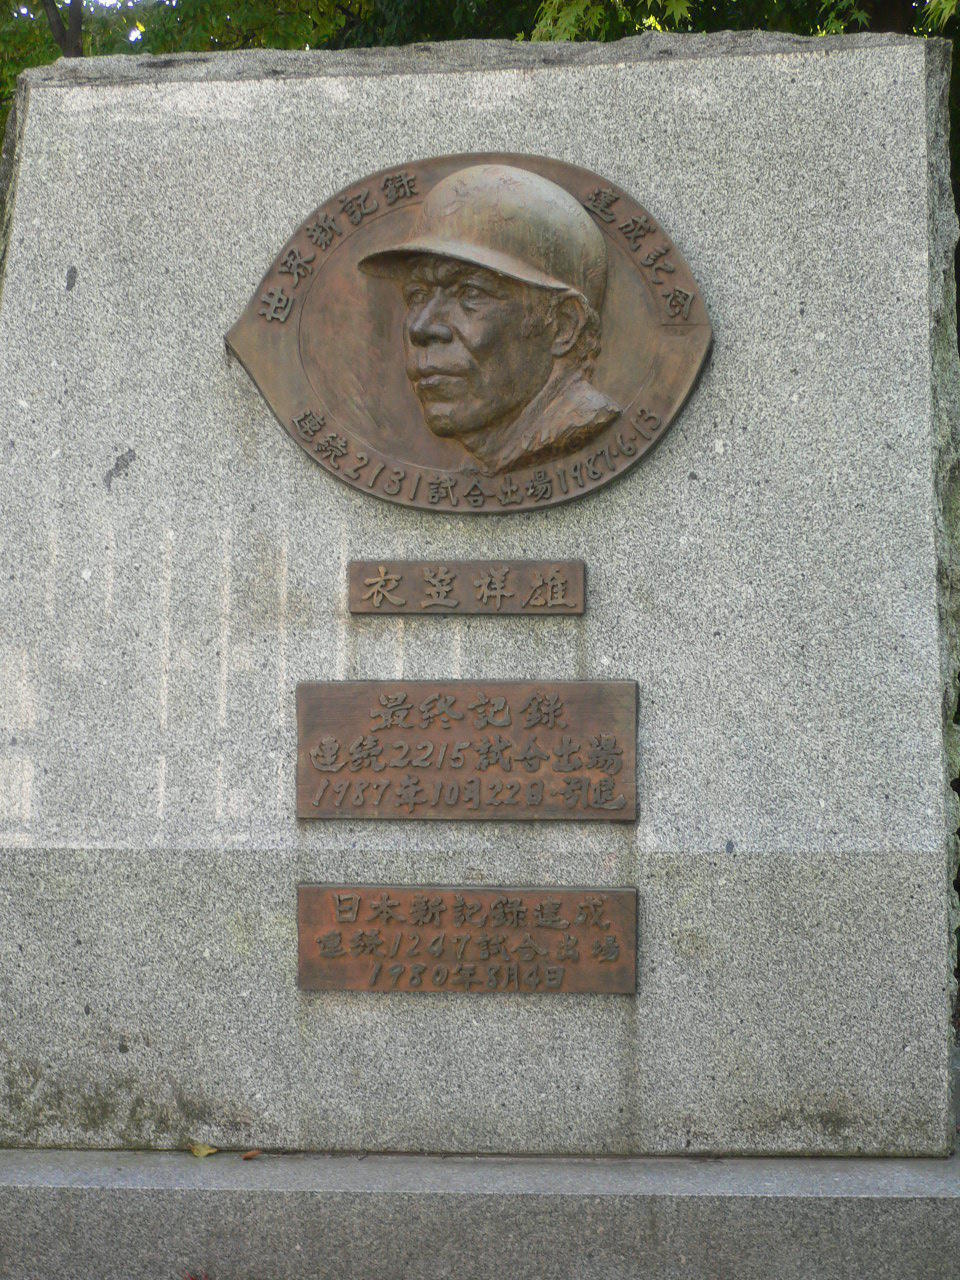 世界新記録 達成記念
連続2131試合出場1987・6・13
衣笠祥雄
最終記録
連続2215試合出場
1987年10月22日引退
日本新記録達成
連続1247試合出場
1980年8月4日